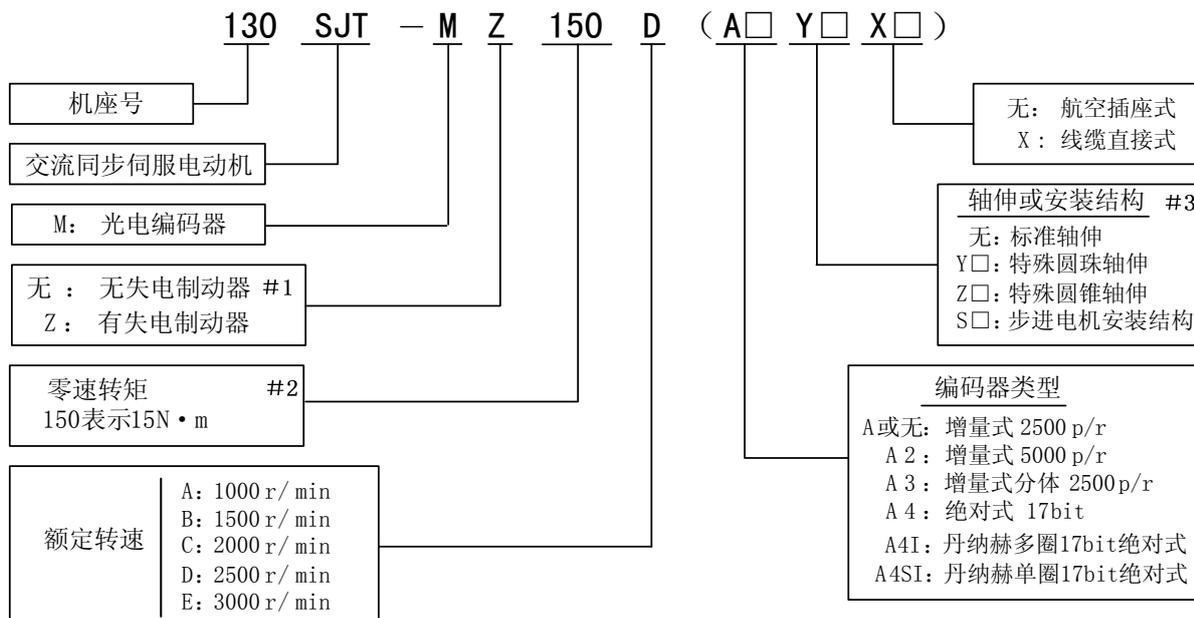 130 SJT － M Z 150 D （A□ Y□ X□）
机座号
交流同步伺服电动机
M： 光电编码器
无 ： 无失电制动器 #1
Z ： 有失电制动器
零速转矩 #2
150表示15N·m
额定转速
A：1000 r/min
B：1500 r/min
C：2000 r/min
D：2500 r/min
E：3000 r/min
无： 航空插座式
X： 线缆直接式
轴伸或安装结构 #3
无：标准轴伸
Y□：特殊圆珠轴伸
Z□：特殊圆锥轴伸
S□：步进电机安装结构
编码器类型
A或无：增量式 2500 p/r
A2：增量式 5000 p/r
A3：增量式分体 2500p/r
A4：绝对式 17bit
A4I：丹纳赫多圈17bit绝对式
A4SI：丹纳赫单圈17bit绝对式